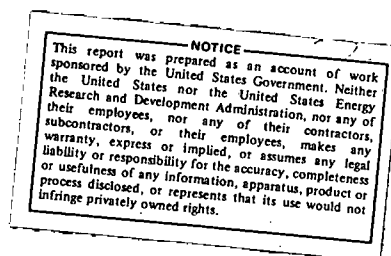 NOTICE
This report was prepared as an account of work
sponsored by the United States Government. Neither
the United States nor the United States Energy
Research and Development Administration, nor any of
their employees, nor any of their contractors,
subcontractors, or their employees, makes any
warranty, express or implied, or assumes any legal
liability or responsibility for the accuracy, completeness
or usefulness of any information, apparatus, product or
process disclosed, or represents that its use would not
infringe privately owned rights.